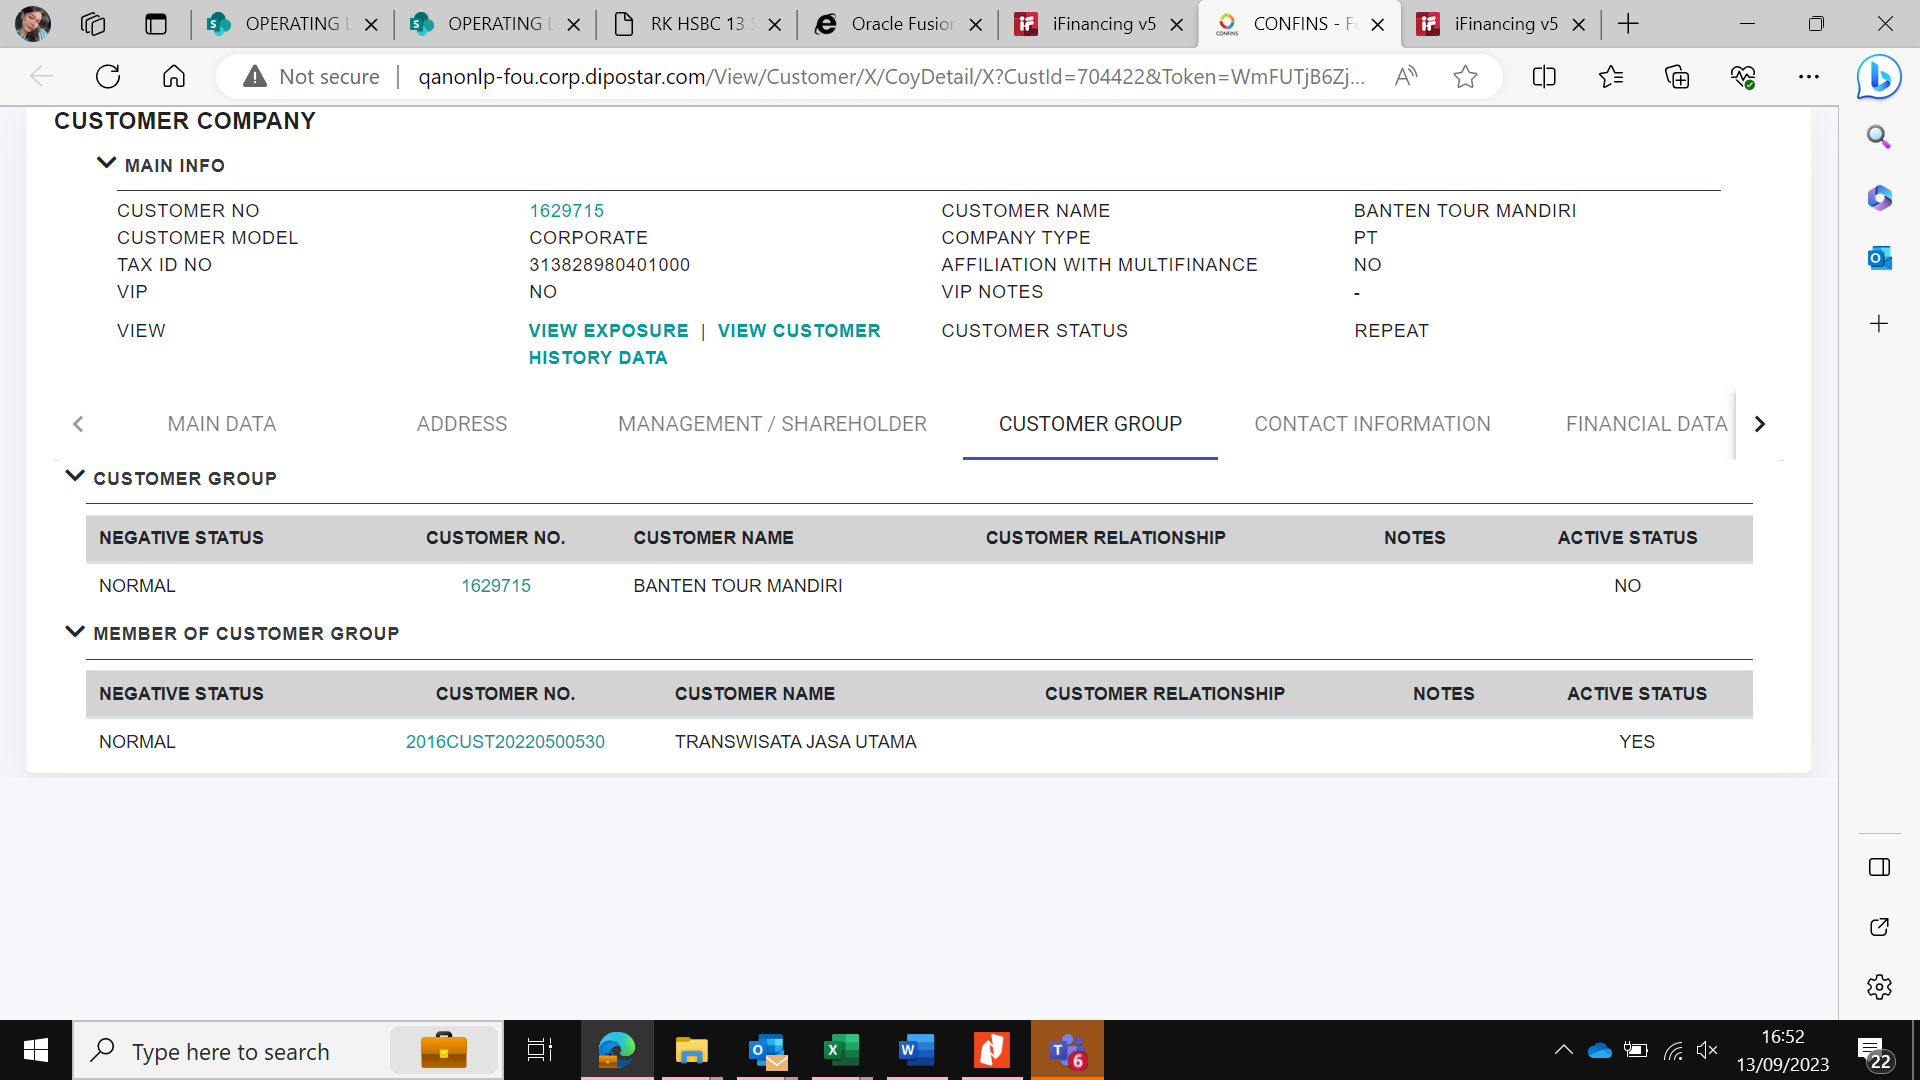 OPERATING L
OPERATING L
RK HSBC 13 S
Oracle Fusion
iFinancing v5
CONFINS - Fo
iFinancing v5
Not secure
qanonlp-fou.corp.dipostar.com/View/Customer/X/CoyDetail/X?CustId=704422&Token=WmFUTjB6Zj...
CUSTOMER COMPANY
MAIN INFO
CUSTOMER NO 1629715 CUSTOMER NAME BANTEN TOUR MANDIRI
CUSTOMER MODEL CORPORATE COMPANY TYPE PT
TAX ID NO 313828980401000 AFFILIATION WITH MULTIFINANCE NO
VIP NO VIP NOTES -
VIEW VIEW EXPOSURE | VIEW CUSTOMER HISTORY DATA CUSTOMER STATUS REPEAT
MAIN DATA ADDRESS MANAGEMENT / SHAREHOLDER CUSTOMER GROUP CONTACT INFORMATION FINANCIAL DATA
CUSTOMER GROUP
NEGATIVE STATUS CUSTOMER NO. CUSTOMER NAME CUSTOMER RELATIONSHIP NOTES ACTIVE STATUS
NORMAL 1629715 BANTEN TOUR MANDIRI NO
MEMBER OF CUSTOMER GROUP
NEGATIVE STATUS CUSTOMER NO. CUSTOMER NAME CUSTOMER RELATIONSHIP NOTES ACTIVE STATUS
NORMAL 2016CUST20220500530 TRANSWISATA JASA UTAMA YES
Type here to search
6
16:52
13/09/2023
22